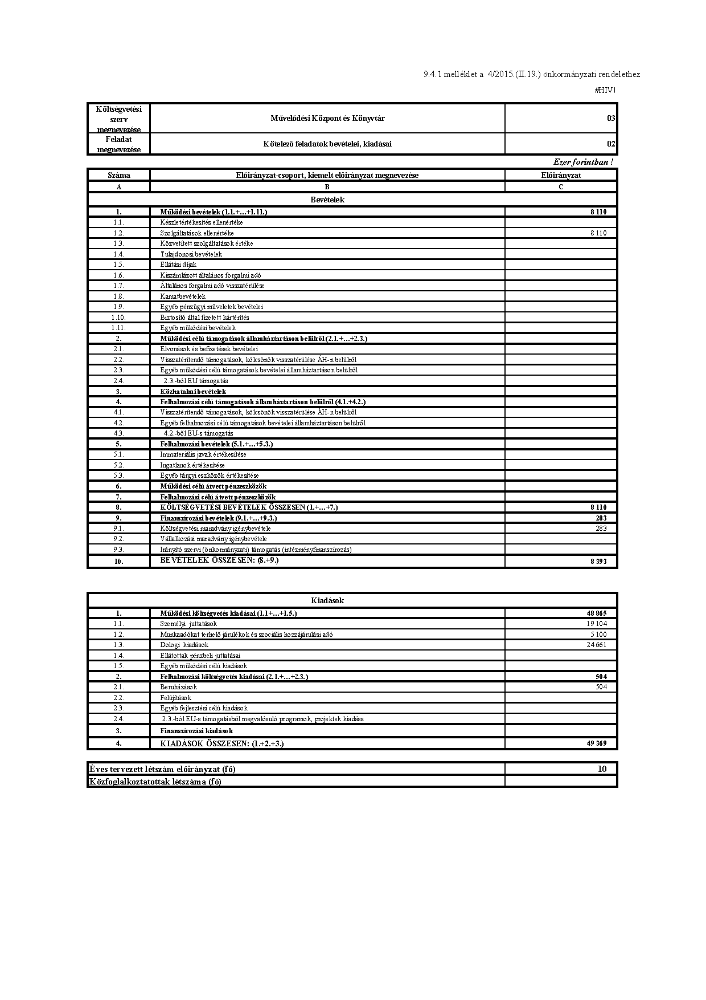 9.4.1 melléklet a 4/2015.(II.19.) önkormányzati rendelethez
#HIV!
Költségvetési szerv megnevezése Művelődési Központ és Könyvtár 03
Feladat megnevezése Kötelező feladatok bevételei, kiadásai 02
Ezer forintban !
Száma Előirányzat-csoport, kiemelt előirányzat megnevezése Előirányzat
A B C
Bevételek
1. Működési bevételek (1.1.+…+1.11.) 8 110
1.1. Készletértékesítés ellenértéke
1.2. Szolgáltatások ellenértéke 8 110
1.3. Közvetített szolgáltatások értéke
1.4. Tulajdonosi bevételek
1.5. Ellátási díjak
1.6. Kiszámlázott általános forgalmi adó
1.7. Általános forgalmi adó visszatérülése
1.8. Kamatbevételek
1.9. Egyéb pénzügyi műveletek bevételei
1.10. Biztosító által fizetett kártérítés
1.11. Egyéb működési bevételek
2. Működési célú támogatások államháztartáson belülről (2.1.+…+2.3.)
2.1. Elvonások és befizetések bevételei
2.2. Visszatérítendő támogatások, kölcsönök visszatérülése ÁH-n belülről
2.3. Egyéb működési célú támogatások bevételei államháztartáson belülről
2.4. 2.3.-ból EU támogatás
3. Közhatalmi bevételek
4. Felhalmozási célú támogatások államháztartáson belülről (4.1.+4.2.)
4.1. Visszatérítendő támogatások, kölcsönök visszatérülése ÁH-n belülről
4.2. Egyéb felhalmozási célú támogatások bevételei államháztartáson belülről
4.3. 4.2.-ből EU-s támogatás
5. Felhalmozási bevételek (5.1.+…+5.3.)
5.1. Immateriális javak értékesítése
5.2. Ingatlanok értékesítése
5.3. Egyéb tárgyi eszközök értékesítése
6. Működési célú átvett pénzeszközök
7. Felhalmozási célú átvett pénzeszközök
8. KÖLTSÉGVETÉSI BEVÉTELEK ÖSSZESEN (1.+…+7.) 8 110
9. Finanszírozási bevételek (9.1.+…+9.3.) 283
9.1. Költségvetési maradvány igénybevétele 283
9.2. Vállalkozási maradvány igénybevétele
9.3. Irányító szervi (önkormányzati) támogatás (intézményfinanszírozás)
10. BEVÉTELEK ÖSSZESEN: (8.+9.) 8 393
Kiadások
1. Működési költségvetés kiadásai (1.1+…+1.5.) 48 865
1.1. Személyi juttatások 19 104
1.2. Munkaadókat terhelő járulékok és szociális hozzájárulási adó 5 100
1.3. Dologi kiadások 24 661
1.4. Ellátottak pénzbeli juttatásai
1.5. Egyéb működési célú kiadások
2. Felhalmozási költségvetés kiadásai (2.1.+…+2.3.) 504
2.1. Beruházások 504
2.2. Felújítások
2.3. Egyéb fejlesztési célú kiadások
2.4. 2.3.-ból EU-s támogatásból megvalósuló programok, projektek kiadása
3. Finanszírozási kiadások
4. KIADÁSOK ÖSSZESEN: (1.+2.+3.) 49 369
Éves tervezett létszám előirányzat (fő) 10
Közfoglalkoztatottak létszáma (fő)